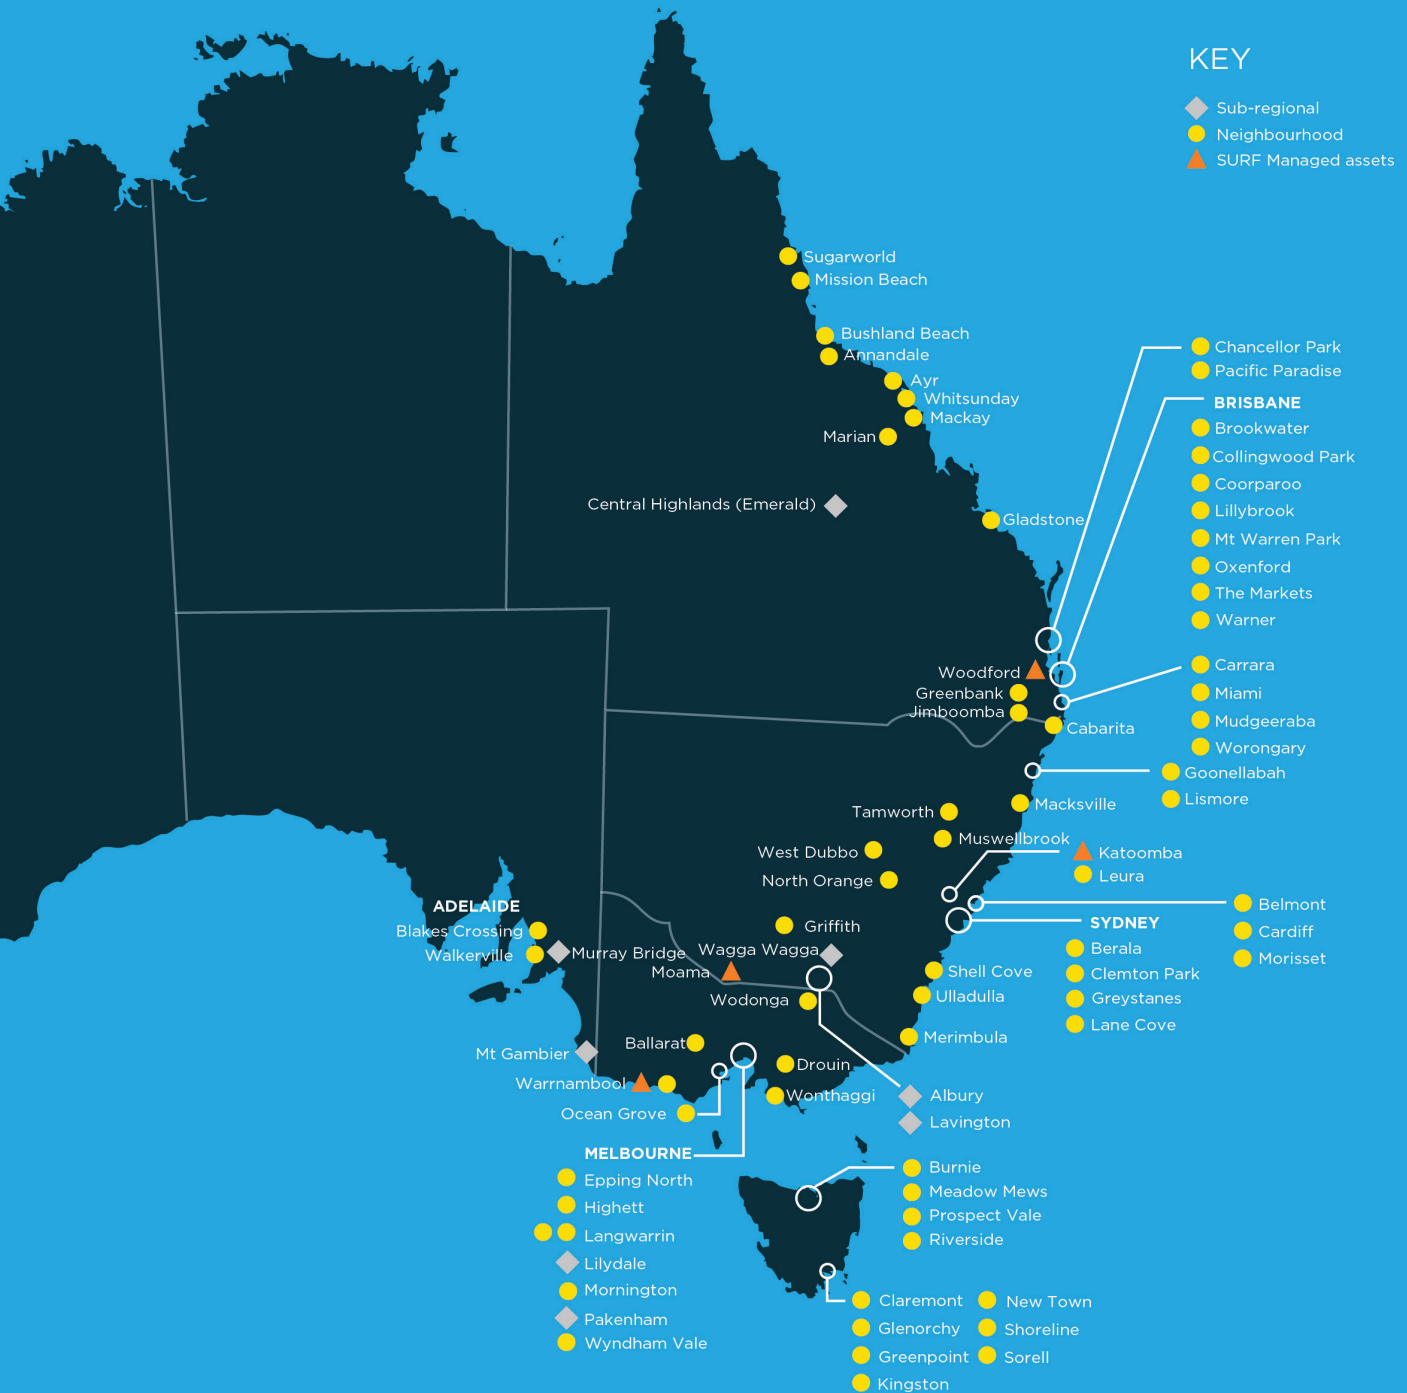 KEY
Sub-regional
Neighbourhood
SURF Managed assets
Sugarworld
Mission Beach
Bushland Beach
Annandale
Ayr
Whitsunday
Mackay
Marian
Central Highlands (Emerald)
Gladstone
Chancellor Park
Pacific Paradise
BRISBANE
Brookwater
Collingwood Park
Coorparoo
Lillybrook
Mt Warren Park
Oxenford
The Markets
Warner
Woodford
Greenbank
Jimboomba
Cabarita
Carrara
Miami
Mudgeeraba
Worongary
Goonellabah
Lismore
Macksville
Tamworth
Muswellbrook
West Dubbo
North Orange
Katoomba
Leura
Belmont
Cardiff
Morisset
SYDNEY
Berala
Clemton Park
Greystanes
Lane Cove
ADELAIDE
Blakes Crossing
Walkerville
Murray Bridge
Griffith
Wagga Wagga
Moama
Wodonga
Shell Cove
Ulladulla
Merimbula
Mt Gambier
Ballarat
Warrnambool
Ocean Grove
Drouin
Wonthaggi
Albury
Lavington
MELBOURNE
Epping North
Highett
Langwarrin
Lilydale
Mornington
Pakenham
Wyndham Vale
Burnie
Meadow Mews
Prospect Vale
Riverside
Claremont
Glenorchy
Greenpoint
Kingston
New Town
Shoreline
Sorell